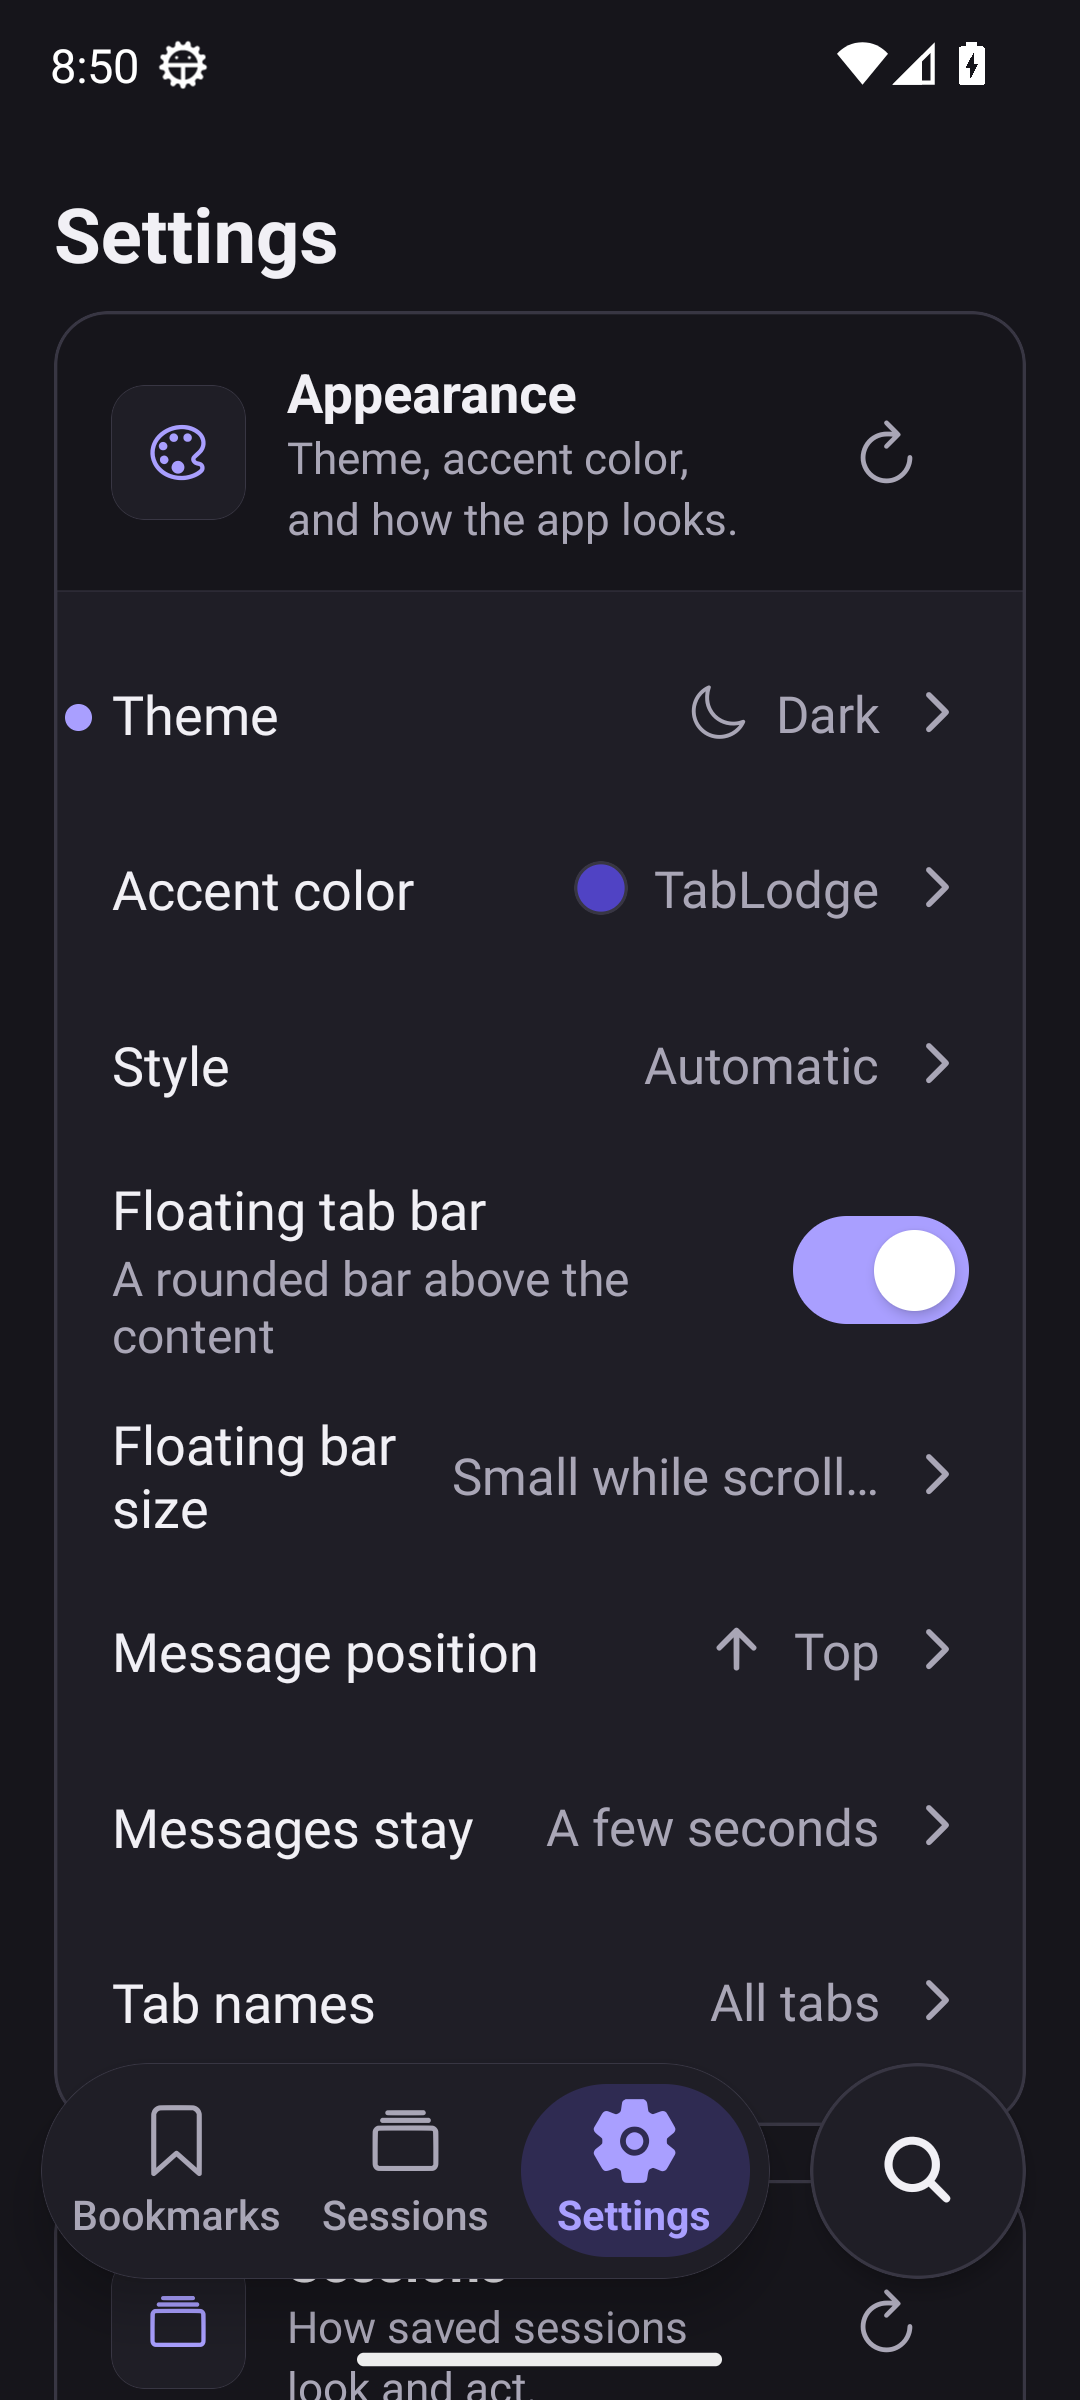 8:50
Settings
Appearance
Theme, accent color,
and how the app looks.
Theme
Dark
Accent color
TabLodge
Style
Automatic
Floating tab bar
A rounded bar above the
content
Floating bar
size
Small while scroll…
Message position
Top
Messages stay
A few seconds
Tab names
All tabs
Bookmarks
Sessions
Settings
How saved sessions
look and act.